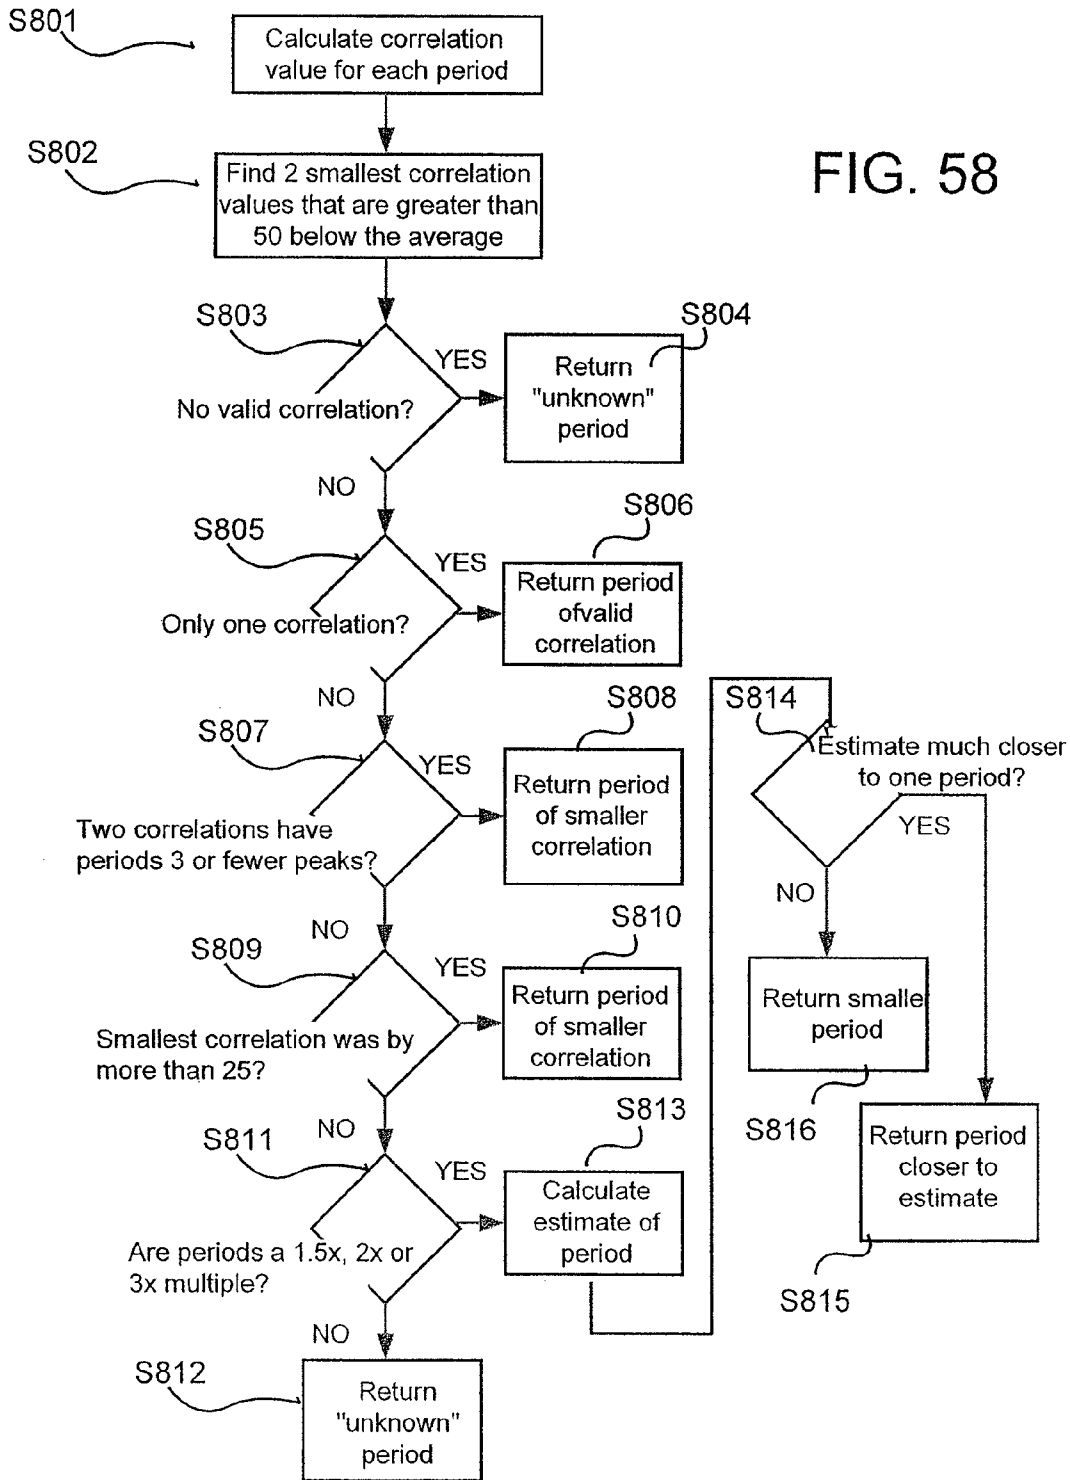 S801
Calculate correlation
value for each period
S802
Find 2 smallest correlation
values that are greater than
50 below the average
FIG. 58
S803
No valid correlation?
YES
S804
Return
"unknown"
period
NO
S805
Only one correlation?
YES
S806
Return period
ofvalid
correlation
NO
S807
Two correlations have
periods 3 or fewer peaks?
YES
S808
Return period
of smaller
correlation
NO
S809
Smallest correlation was by
more than 25?
YES
S810
Return period
of smaller
correlation
NO
S811
Are periods a 1.5x, 2x or
3x multiple?
YES
S813
Calculate
estimate of
period
NO
S812
Return
"unknown"
period
S814
Estimate much closer
to one period?
YES
NO
Return smalle
period
S816
Return period
closer to
estimate
S815